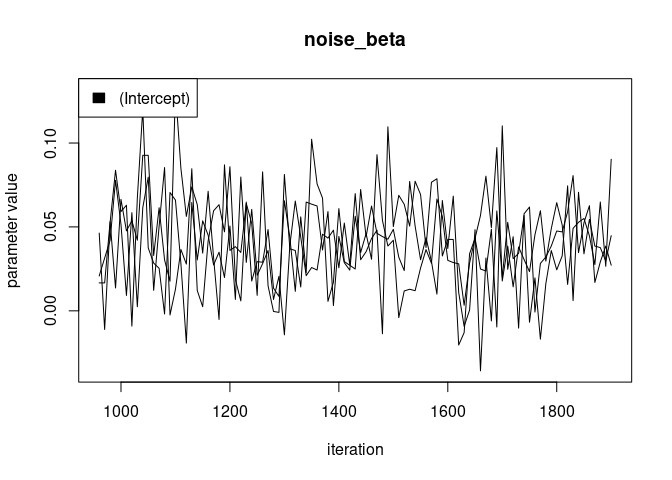 noise_beta
(Intercept)
parameter value
0.00 0.05 0.10
1000 1200 1400 1600 1800
iteration